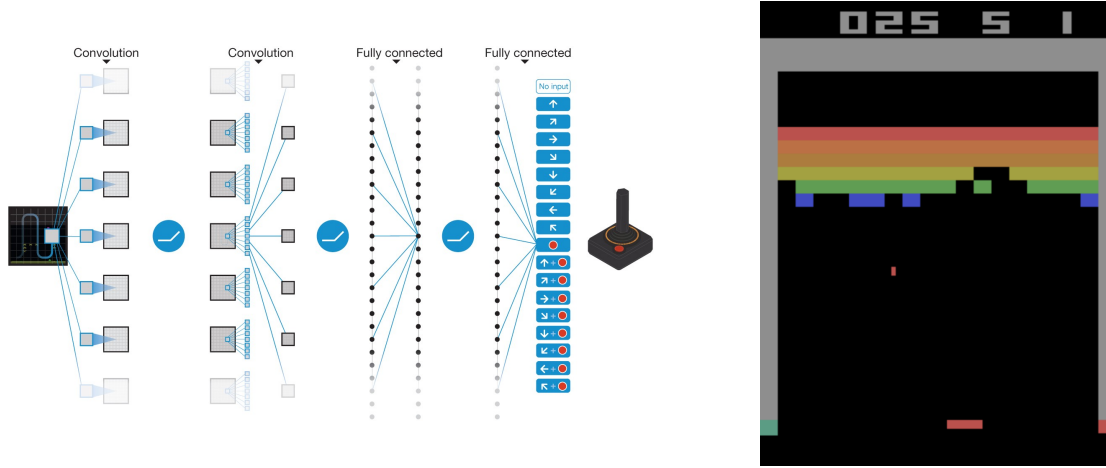 Convolution
Convolution
Fully connected
Fully connected
No input
↑
↗
→
↘
↓
↙
←
↖
↑ +
↗ +
→ +
↘ +
↓ +
↙ +
← +
↖ +
025 5 1